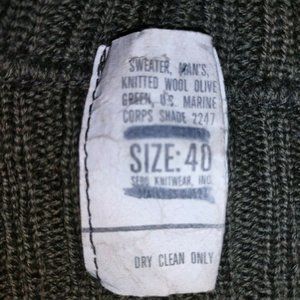 SWEATER, MAN'S,
KNITTED WOOL OLIVE
GREEN, U.S. MARINE
CORPS SHADE 2247
SIZE: 40
SERO KNITWEAR, INC.
DRY CLEAN ONLY